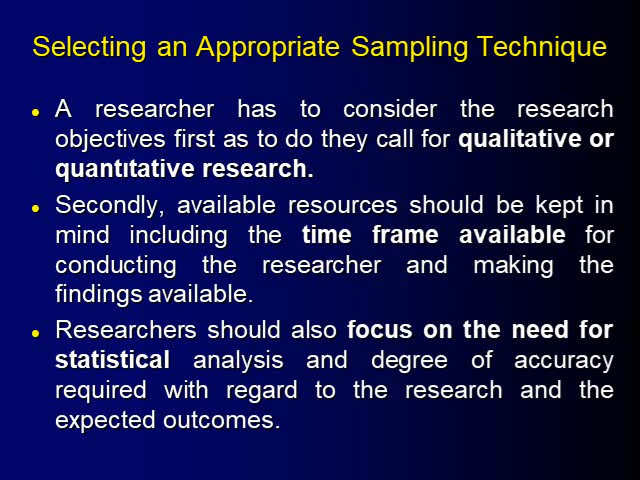 Selecting an Appropriate Sampling Technique
A researcher has to consider the research
objectives first as to do they call for qualitative or
quantitative research.
Secondly, available resources should be kept in
mind including the time frame available for
conducting the researcher and making the
findings available.
Researchers should also focus on the need for
statistical analysis and degree of accuracy
required with regard to the research and the
expected outcomes.